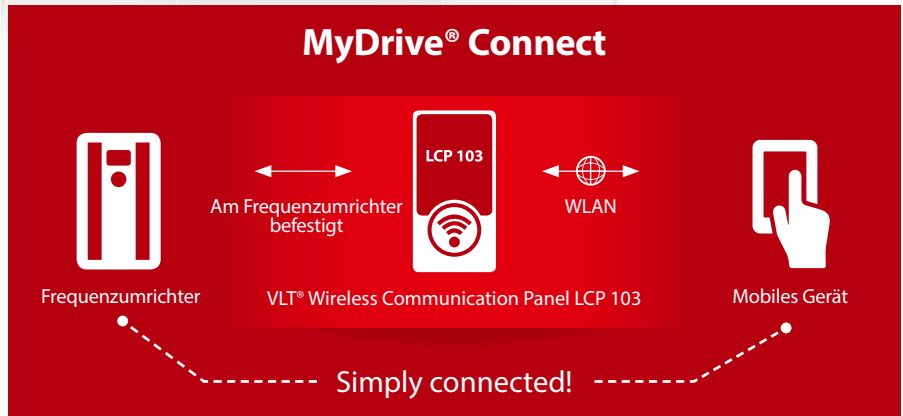 MyDrive® Connect
LCP 103
Am Frequenzumrichter
befestigt
WLAN
Frequenzumrichter
VLT® Wireless Communication Panel LCP 103
Mobiles Gerät
Simply connected!